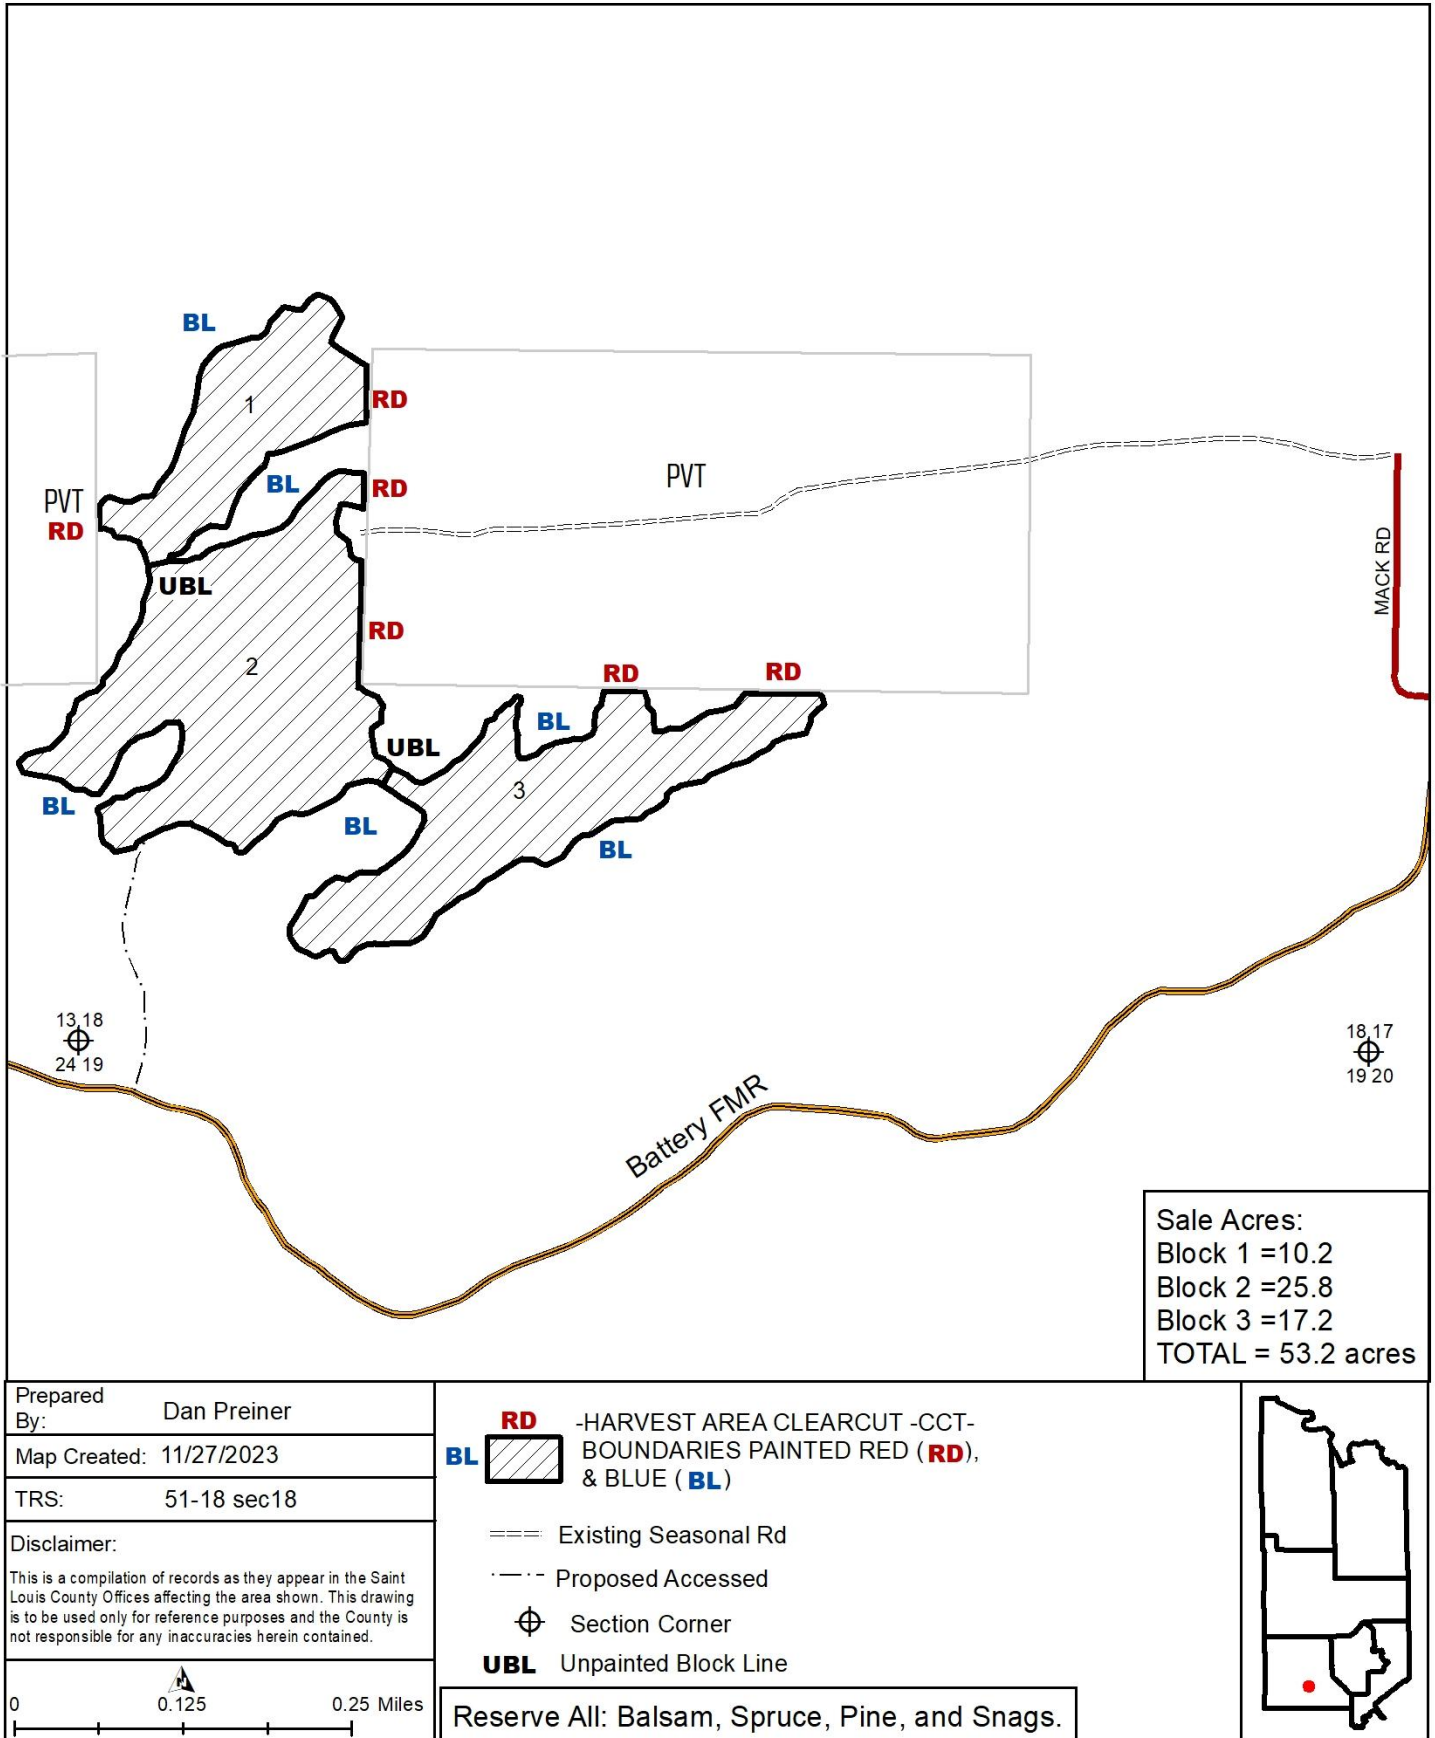 BL
1
RD
BL
RD
PVT
PVT
RD
UBL
MACK RD
RD
2
RD
RD
BL
UBL
3
BL
BL
BL
13 18
24 19
18 17
19 20
Battery FMR
Sale Acres:
Block 1 =10.2
Block 2 =25.8
Block 3 =17.2
TOTAL = 53.2 acres
Prepared
By: Dan Preiner
Map Created: 11/27/2023
TRS: 51-18 sec18
Disclaimer:
This is a compilation of records as they appear in the Saint
Louis County Offices affecting the area shown. This drawing
is to be used only for reference purposes and the County is
not responsible for any inaccuracies herein contained.
N
0 0.125 0.25 Miles
RD
BL
-HARVEST AREA CLEARCUT -CCT-
BOUNDARIES PAINTED RED (RD),
& BLUE (BL)
Existing Seasonal Rd
Proposed Accessed
Section Corner
UBL Unpainted Block Line
Reserve All: Balsam, Spruce, Pine, and Snags.